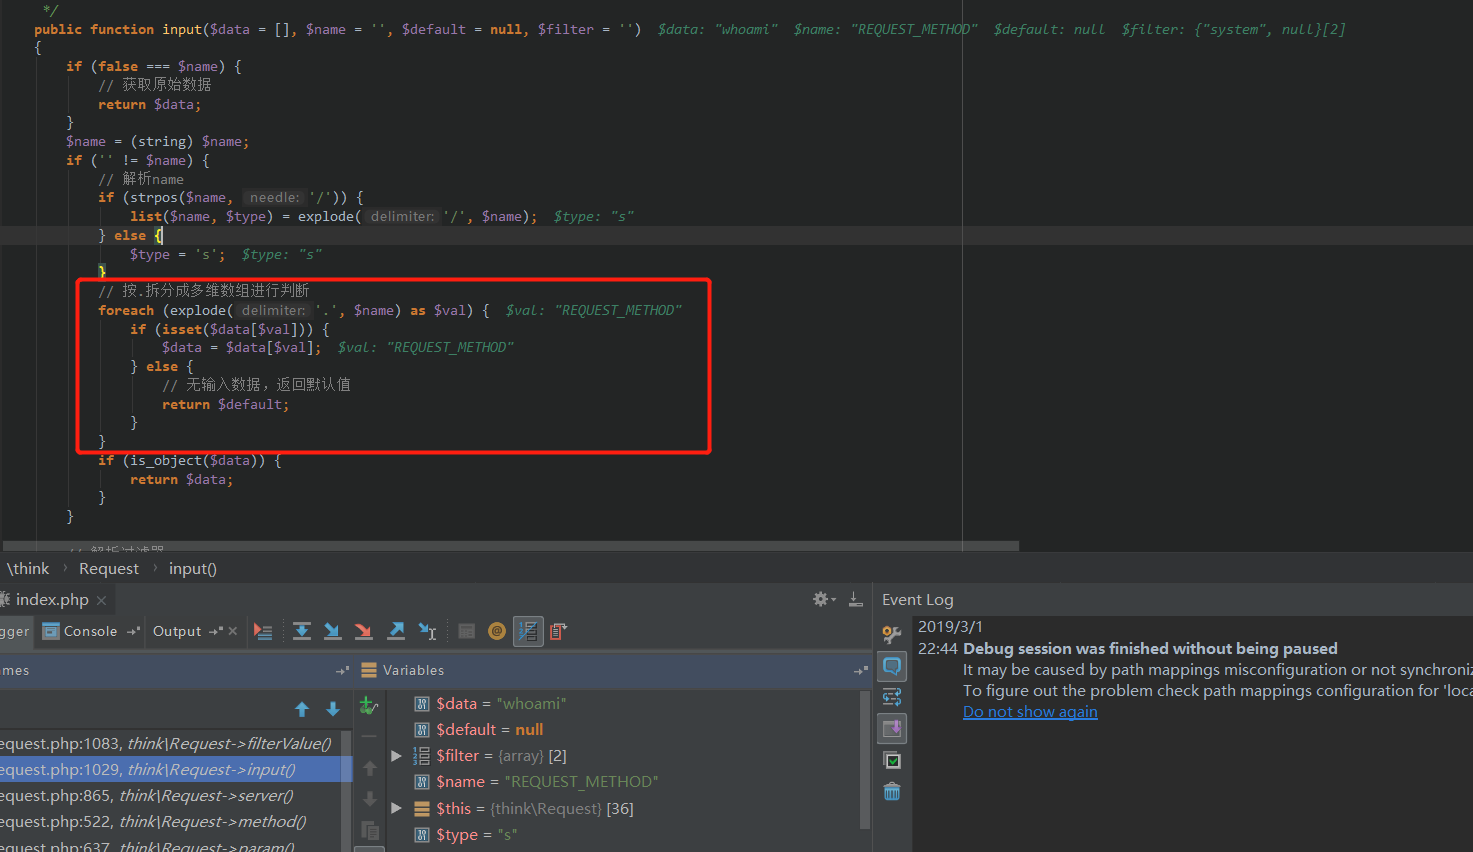 */
public function input($data = [], $name = '', $default = null, $filter = '')  $data: "whoami"  $name: "REQUEST_METHOD"  $default: null  $filter: {"system", null}[2]
{
if (false === $name) {
// 获取原始数据
return $data;
}
$name = (string) $name;
if ('' != $name) {
// 解析name
if (strpos($name, needle: '/')) {
list($name, $type) = explode( delimiter: '/', $name);  $type: "s"
} else {
$type = 's';  $type: "s"
}
// 按.拆分成多维数组进行判断
foreach (explode( delimiter: '.', $name) as $val) {  $val: "REQUEST_METHOD"
if (isset($data[$val])) {
$data = $data[$val];  $val: "REQUEST_METHOD"
} else {
// 无输入数据，返回默认值
return $default;
}
}
if (is_object($data)) {
return $data;
}
}
// 解析过滤器
\think › Request › input()
index.php
Event Log
gger
Console
Output
2019/3/1
22:44 Debug session was finished without being paused
It may be caused by path mappings misconfiguration or not synchroniz
To figure out the problem check path mappings configuration for 'loca
Do not show again
mes
Variables
equest.php:1083, think\Request->filterValue()
equest.php:1029, think\Request->input()
equest.php:865, think\Request->server()
equest.php:522, think\Request->method()
equest.php:637, think\Request->param()
$data = "whoami"
$default = null
$filter = {array} [2]
$name = "REQUEST_METHOD"
$this = {think\Request} [36]
$type = "s"